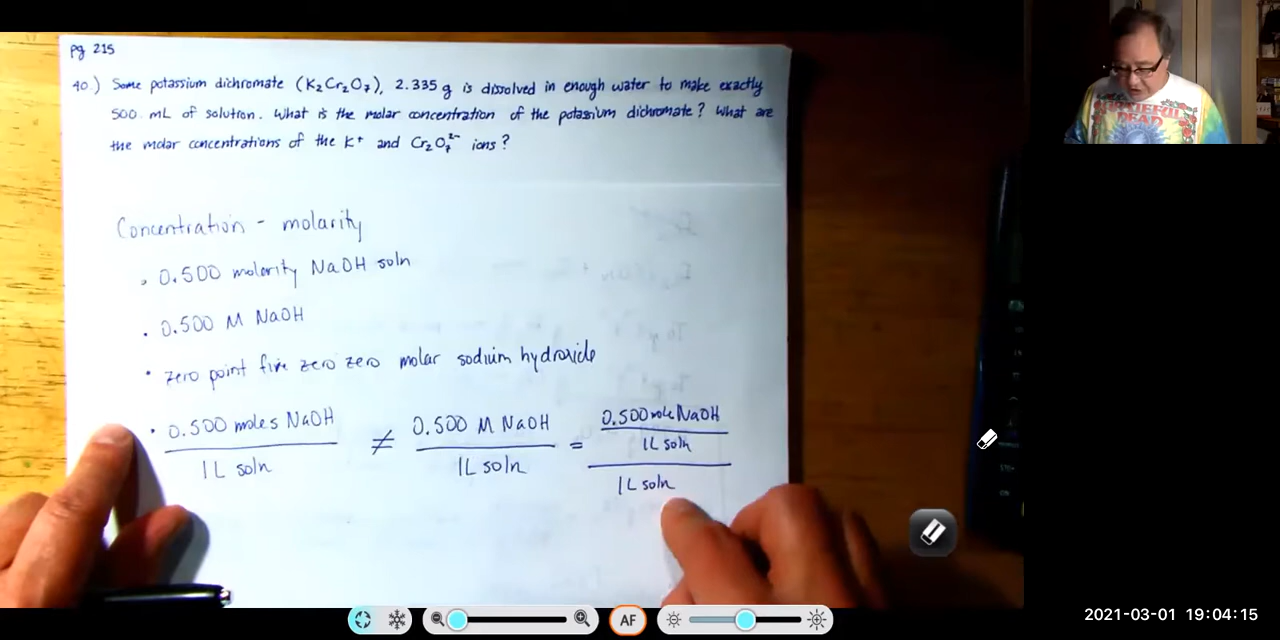 pg 215
40.) Some potassium dichromate (K₂Cr₂O₇), 2.335 g is dissolved in enough water to make exactly
500 mL of solution. What is the molar concentration of the potassium dichromate? What are
the molar concentrations of the K⁺ and Cr₂O₇²⁻ ions?
Concentration - molarity
• 0.500 molarity NaOH soln
• 0.500 M NaOH
• zero point five zero zero molar sodium hydroxide
• 0.500 moles NaOH / 1 L soln ≠ 0.500 M NaOH / 1L soln = 0.500 mole NaOH / 1L soln / 1L soln
GRATEFUL
DEAD
AF
2021-03-01 19:04:15